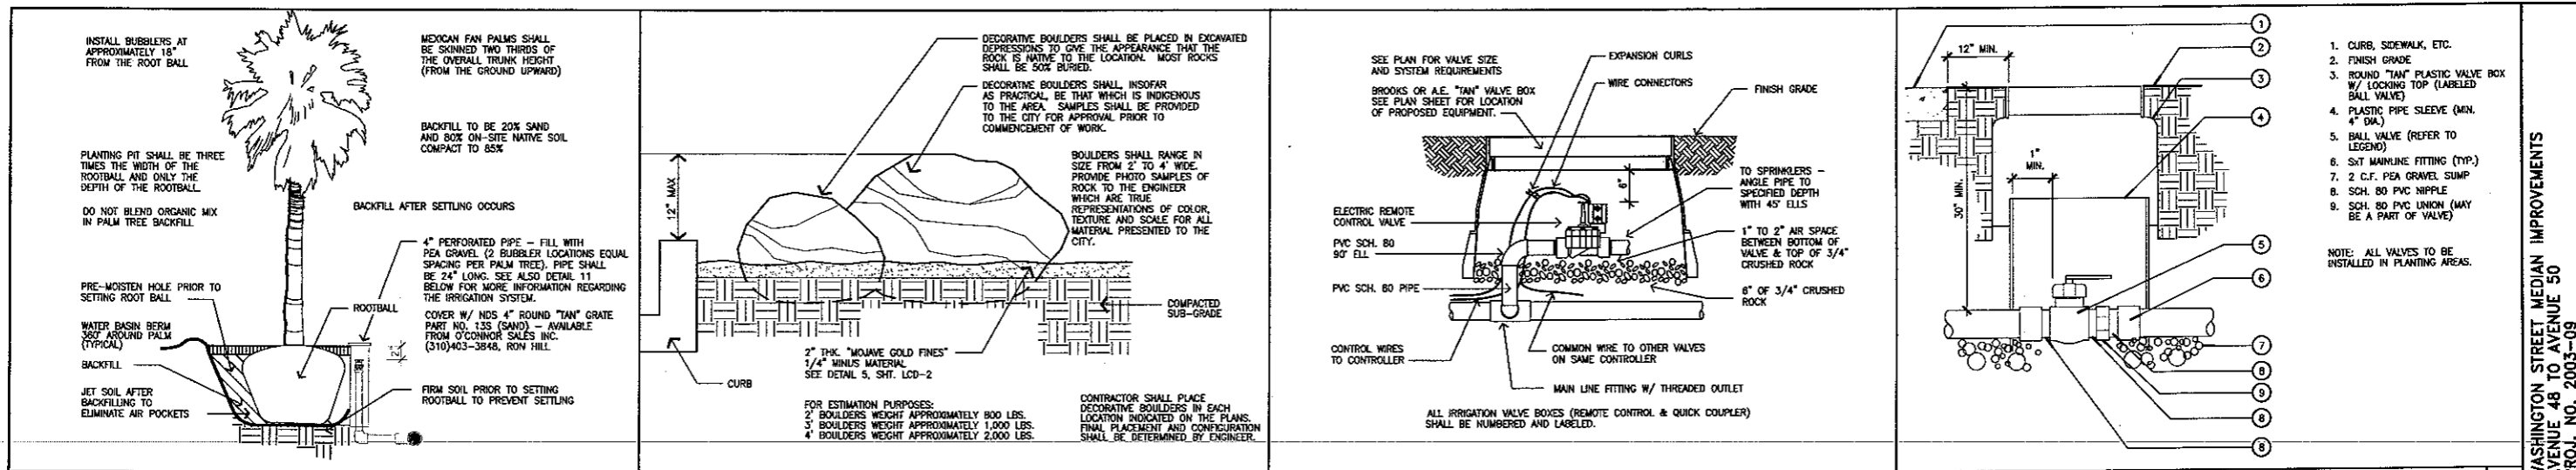 INSTALL BUBBLERS AT
APPROXIMATELY 18"
FROM THE ROOT BALL
MEXICAN FAN PALMS SHALL
BE SKINNED TWO THIRDS OF
THE OVERALL TRUNK HEIGHT
(FROM THE GROUND UPWARD)
BACKFILL TO BE 20% SAND
AND 80% ON-SITE NATIVE SOIL
COMPACT TO 85%
PLANTING PIT SHALL BE THREE
TIMES THE WIDTH OF THE
ROOTBALL AND ONLY THE
DEPTH OF THE ROOTBALL
DO NOT BLEND ORGANIC MIX
IN PALM TREE BACKFILL
BACKFILL AFTER SETTLING OCCURS
4" PERFORATED PIPE - FILL WITH
PEA GRAVEL (2 BUBBLER LOCATIONS EQUAL
SPACING PER PALM TREE). PIPE SHALL
BE 24" LONG. SEE ALSO DETAIL 11
BELOW FOR MORE INFORMATION REGARDING
THE IRRIGATION SYSTEM.
PRE-MOISTEN HOLE PRIOR TO
SETTING ROOT BALL
ROOTBALL
COVER W/ NDS 4" ROUND "TAN" GRATE
PART NO. 13S (SAND) - AVAILABLE
FROM O'CONNOR SALES INC.
(310)403-3848, RON HILL
WATER BASIN BERM
360° AROUND PALM
(TYPICAL)
2"
BACKFILL
JET SOIL AFTER
BACKFILLING TO
ELIMINATE AIR POCKETS
FIRM SOIL PRIOR TO SETTING
ROOTBALL TO PREVENT SETTLING
DECORATIVE BOULDERS SHALL BE PLACED IN EXCAVATED
DEPRESSIONS TO GIVE THE APPEARANCE THAT THE
ROCK IS NATIVE TO THE LOCATION. MOST ROCKS
SHALL BE 50% BURIED.
DECORATIVE BOULDERS SHALL, INSOFAR
AS PRACTICAL, BE THAT WHICH IS INDIGENOUS
TO THE AREA. SAMPLES SHALL BE PROVIDED
TO THE CITY FOR APPROVAL PRIOR TO
COMMENCEMENT OF WORK.
BOULDERS SHALL RANGE IN
SIZE FROM 2' TO 4' WIDE.
PROVIDE PHOTO SAMPLES OF
ROCK TO THE ENGINEER
WHICH ARE TRUE
REPRESENTATIONS OF COLOR,
TEXTURE AND SCALE FOR ALL
MATERIAL PRESENTED TO THE
CITY.
12" MAX
COMPACTED
SUB-GRADE
2" THK. "MOJAVE GOLD FINES"
1/4" MINUS MATERIAL
SEE DETAIL 5, SHT. LCD-2
CURB
FOR ESTIMATION PURPOSES:
2' BOULDERS WEIGHT APPROXIMATELY 800 LBS.
3' BOULDERS WEIGHT APPROXIMATELY 1,000 LBS.
4' BOULDERS WEIGHT APPROXIMATELY 2,000 LBS.
CONTRACTOR SHALL PLACE
DECORATIVE BOULDERS IN EACH
LOCATION INDICATED ON THE PLANS.
FINAL PLACEMENT AND CONFIGURATION
SHALL BE DETERMINED BY ENGINEER.
SEE PLAN FOR VALVE SIZE
AND SYSTEM REQUIREMENTS
BROOKS OR A.E. "TAN" VALVE BOX
SEE PLAN SHEET FOR LOCATION
OF PROPOSED EQUIPMENT.
EXPANSION CURLS
WIRE CONNECTORS
FINISH GRADE
6"
TO SPRINKLERS -
ANGLE PIPE TO
SPECIFIED DEPTH
WITH 45° ELLS
ELECTRIC REMOTE
CONTROL VALVE
PVC SCH. 80
90° ELL
1" TO 2" AIR SPACE
BETWEEN BOTTOM OF
VALVE & TOP OF 3/4"
CRUSHED ROCK
PVC SCH. 80 PIPE
6" OF 3/4" CRUSHED
ROCK
CONTROL WIRES
TO CONTROLLER
COMMON WIRE TO OTHER VALVES
ON SAME CONTROLLER
MAIN LINE FITTING W/ THREADED OUTLET
ALL IRRIGATION VALVE BOXES (REMOTE CONTROL & QUICK COUPLER)
SHALL BE NUMBERED AND LABELED.
12" MIN.
1"
MIN.
30" MIN.
1
2
3
4
5
6
7
8
9
8
8
1. CURB, SIDEWALK, ETC.
2. FINISH GRADE
3. ROUND "TAN" PLASTIC VALVE BOX
W/ LOCKING TOP (LABELED
BALL VALVE)
4. PLASTIC PIPE SLEEVE (MIN.
4" DIA.)
5. BALL VALVE (REFER TO
LEGEND)
6. SxT MAINLINE FITTING (TYP.)
7. 2 C.F. PEA GRAVEL SUMP
8. SCH. 80 PVC NIPPLE
9. SCH. 80 PVC UNION (MAY
BE A PART OF VALVE)
NOTE: ALL VALVES TO BE
INSTALLED IN PLANTING AREAS.
WASHINGTON STREET MEDIAN IMPROVEMENTS
AVENUE 48 TO AVENUE 50
PROJ. NO. 2003-09